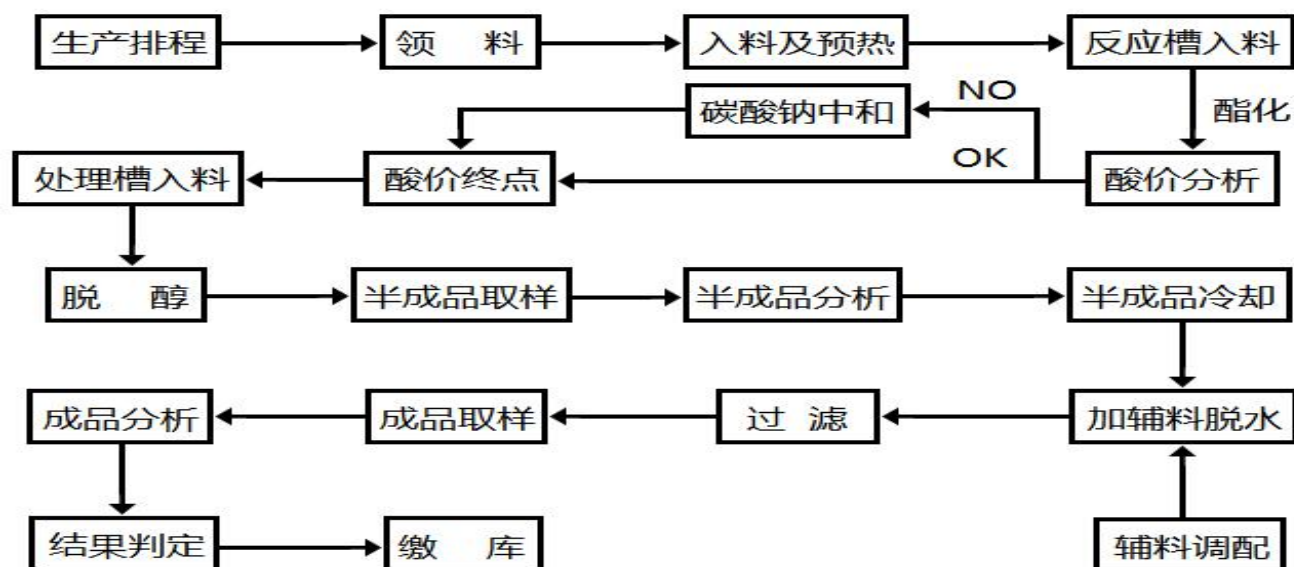 生产排程
领 料
入料及预热
反应槽入料
碳酸钠中和
NO
酯化
处理槽入料
酸价终点
OK
酸价分析
脱 醇
半成品取样
半成品分析
半成品冷却
成品分析
成品取样
过 滤
加辅料脱水
结果判定
缴 库
辅料调配